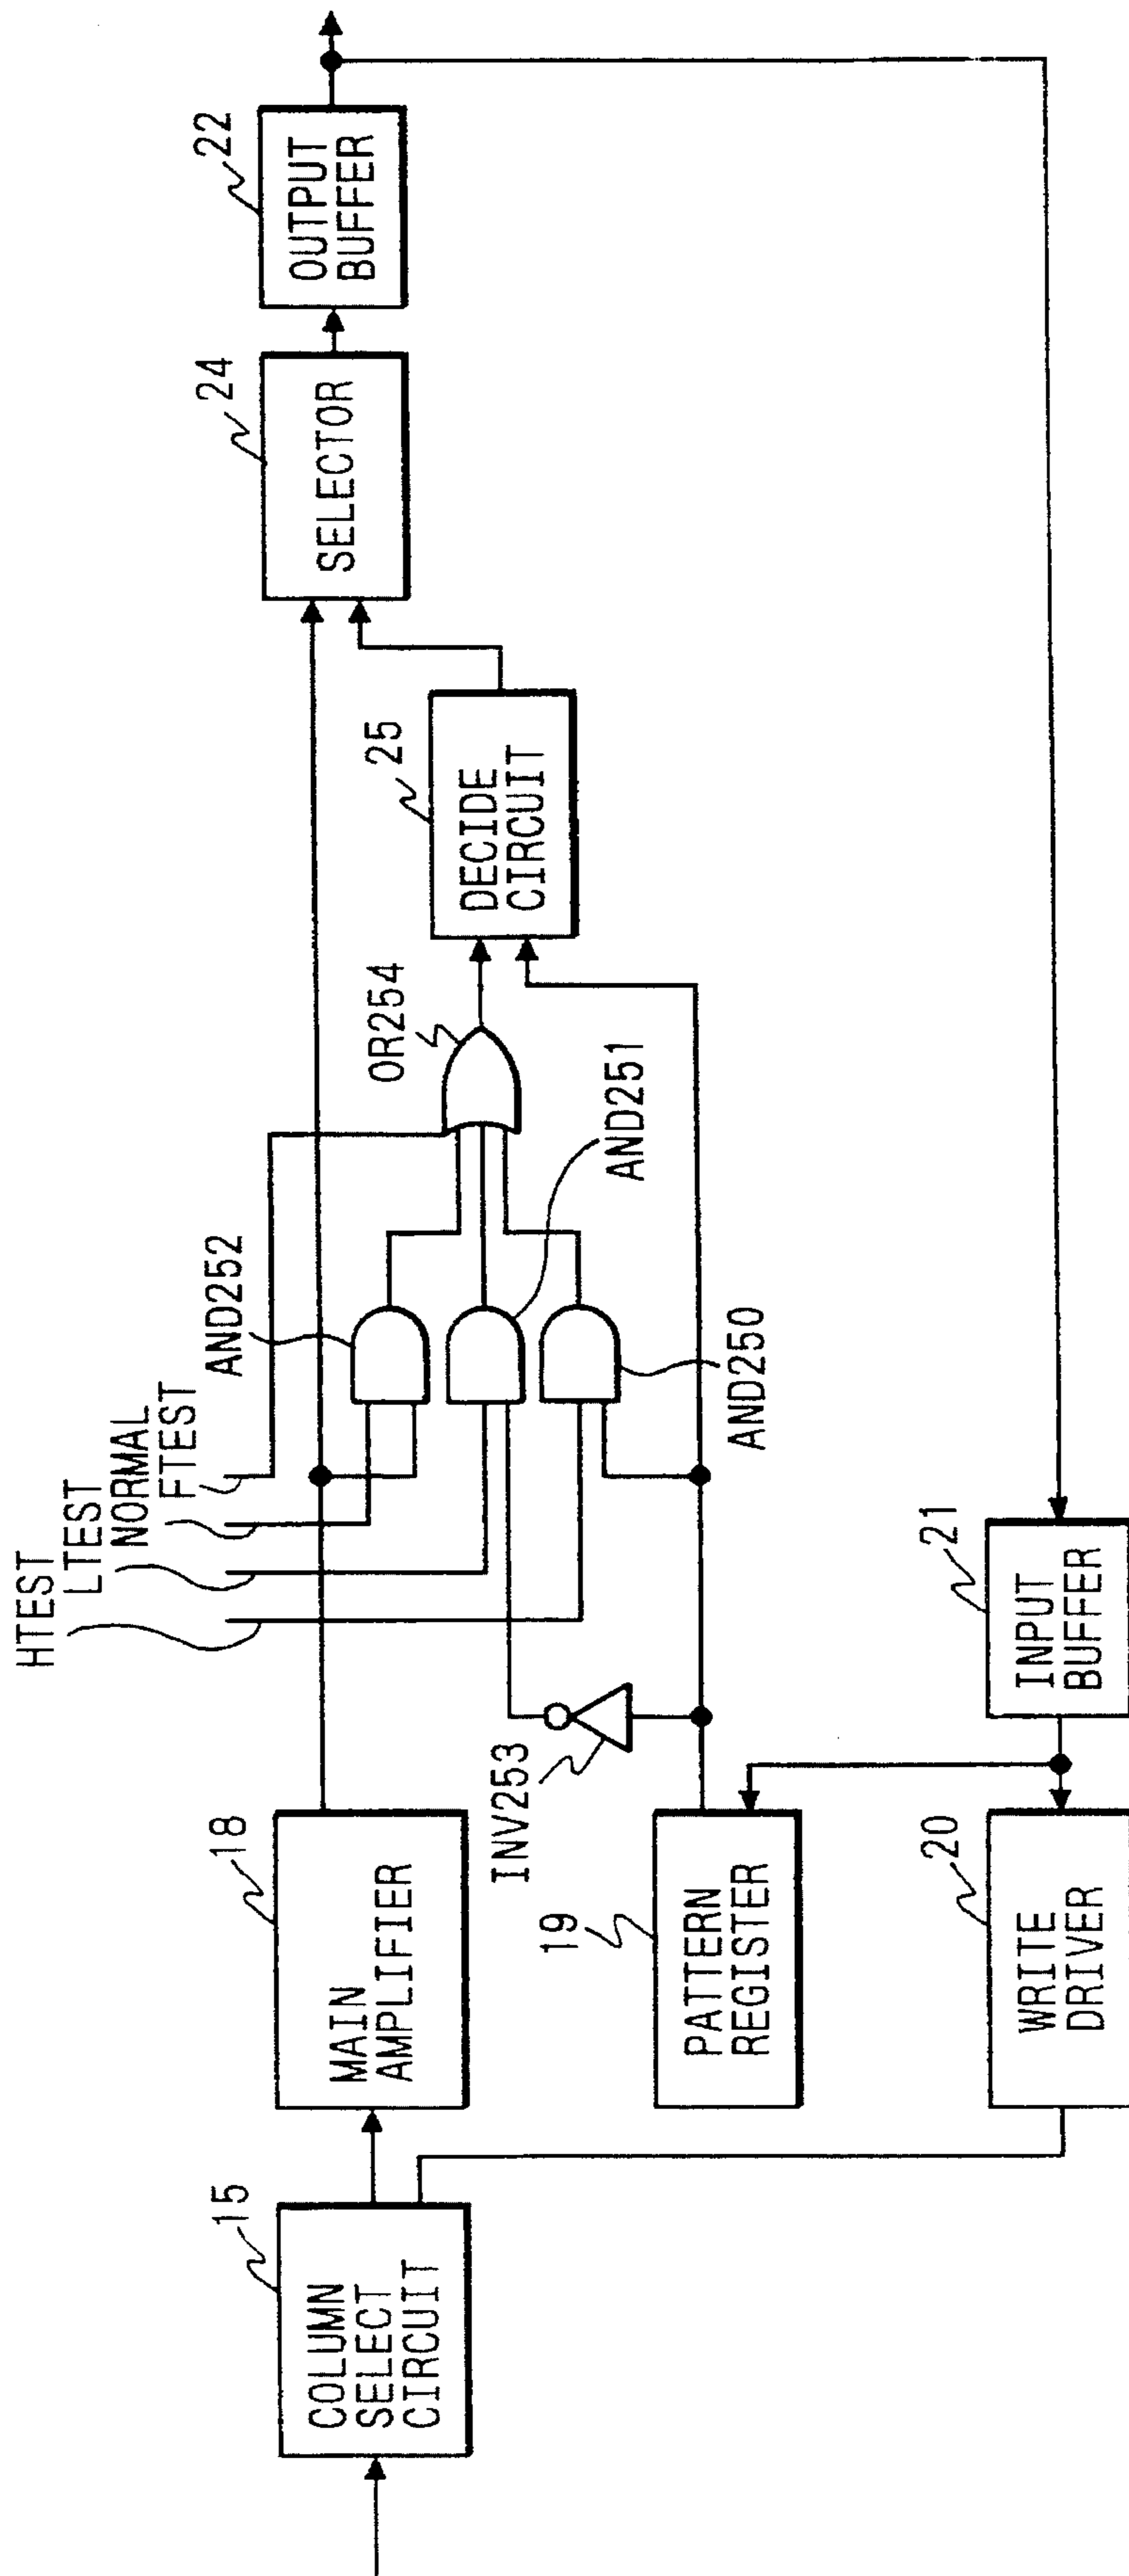 15
COLUMN
SELECT
CIRCUIT
18
MAIN
AMPLIFIER
HTEST
LTEST
NORMAL
FTEST
AND252
OR254
AND251
AND250
INV253
19
PATTERN
REGISTER
25
DECIDE
CIRCUIT
24
SELECTOR
22
OUTPUT
BUFFER
20
WRITE
DRIVER
21
INPUT
BUFFER